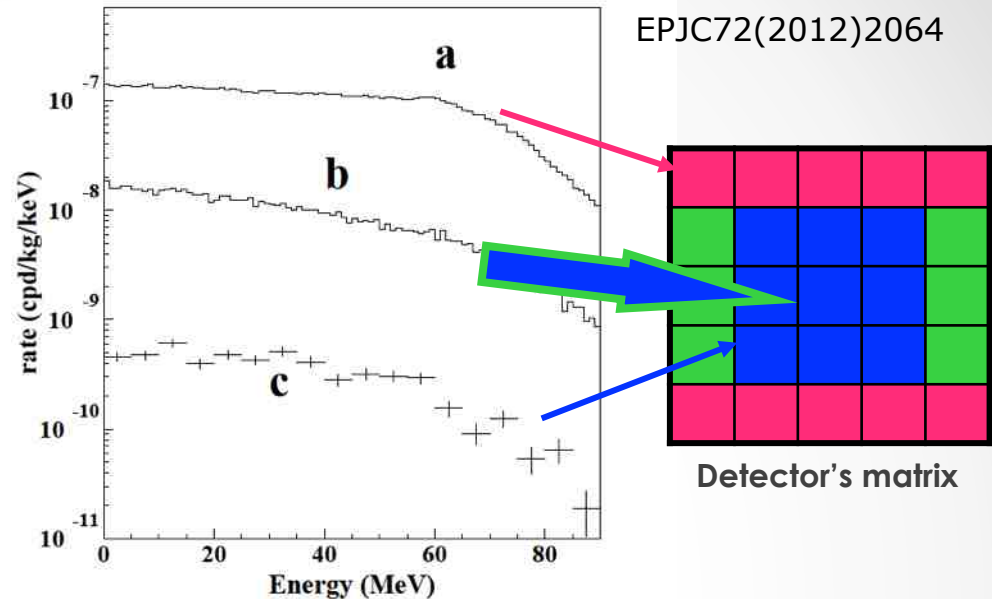 EPJC72(2012)2064
a
10 -7
b
10 -8
10 -9
c
10 -10
10 -11
rate (cpd/kg/keV)
0 20 40 60 80
Energy (MeV)
Detector's matrix